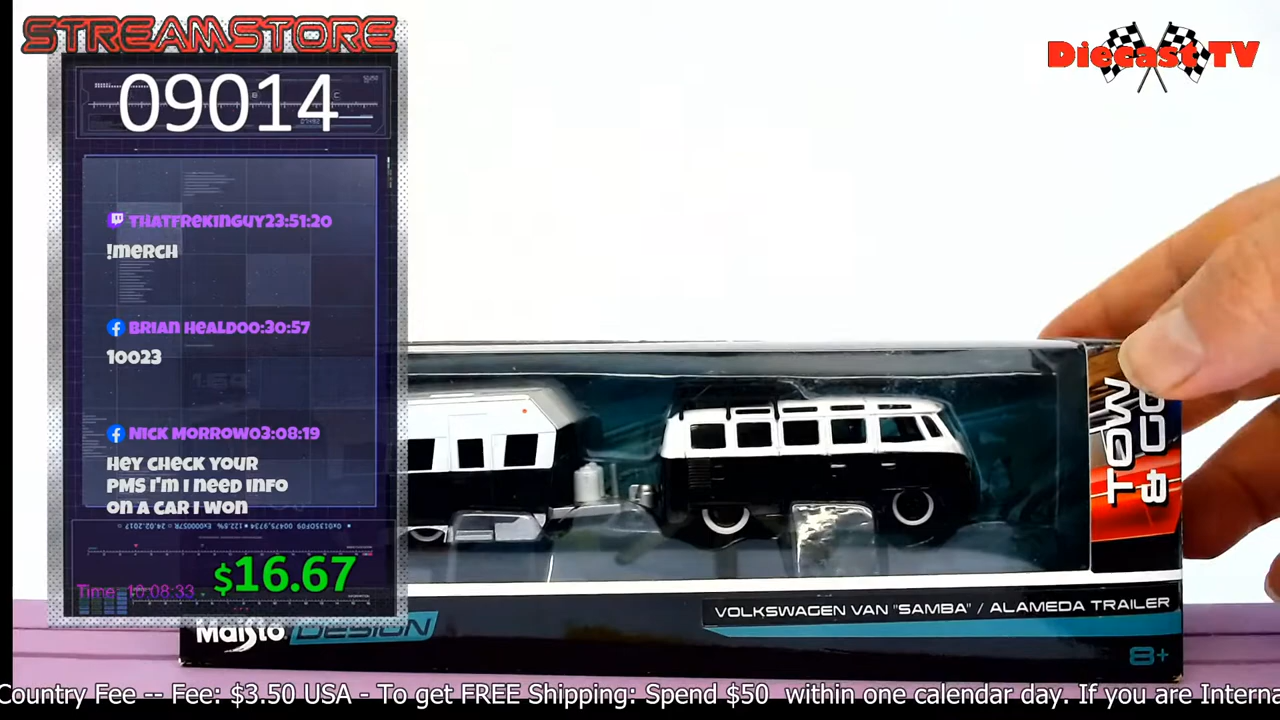 STREAMSTORE
Diecast TV
09014
THATFREKINGUY23:51:20
!MERCH
BRIAN HEALD00:30:57
10023
NICK MORROW03:08:19
HEY CHECK YOUR
PMS I'M I NEED INFO
ON A CAR I WON
Time: 10:08:33
$16.67
TOW
& GO
VOLKSWAGEN VAN "SAMBA" / ALAMEDA TRAILER
Maisto DESIGN
8+
Country Fee -- Fee: $3.50 USA - To get FREE Shipping: Spend $50 within one calendar day. If you are Interna